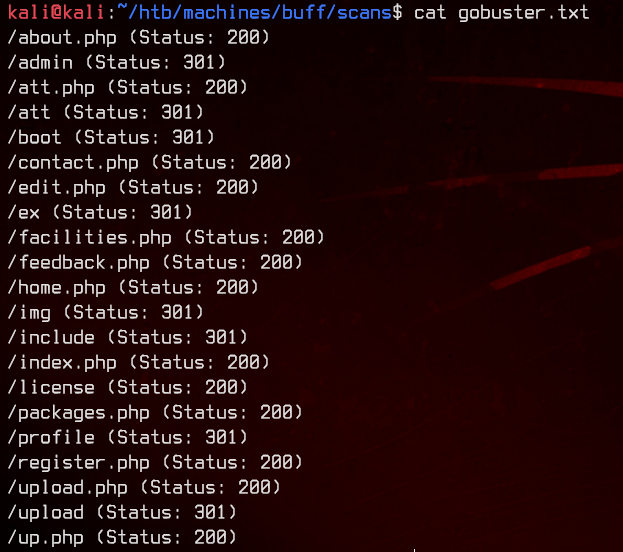 kali@kali:~/htb/machines/buff/scans$ cat gobuster.txt
/about.php (Status: 200)
/admin (Status: 301)
/att.php (Status: 200)
/att (Status: 301)
/boot (Status: 301)
/contact.php (Status: 200)
/edit.php (Status: 200)
/ex (Status: 301)
/facilities.php (Status: 200)
/feedback.php (Status: 200)
/home.php (Status: 200)
/img (Status: 301)
/include (Status: 301)
/index.php (Status: 200)
/license (Status: 200)
/packages.php (Status: 200)
/profile (Status: 301)
/register.php (Status: 200)
/upload.php (Status: 200)
/upload (Status: 301)
/up.php (Status: 200)